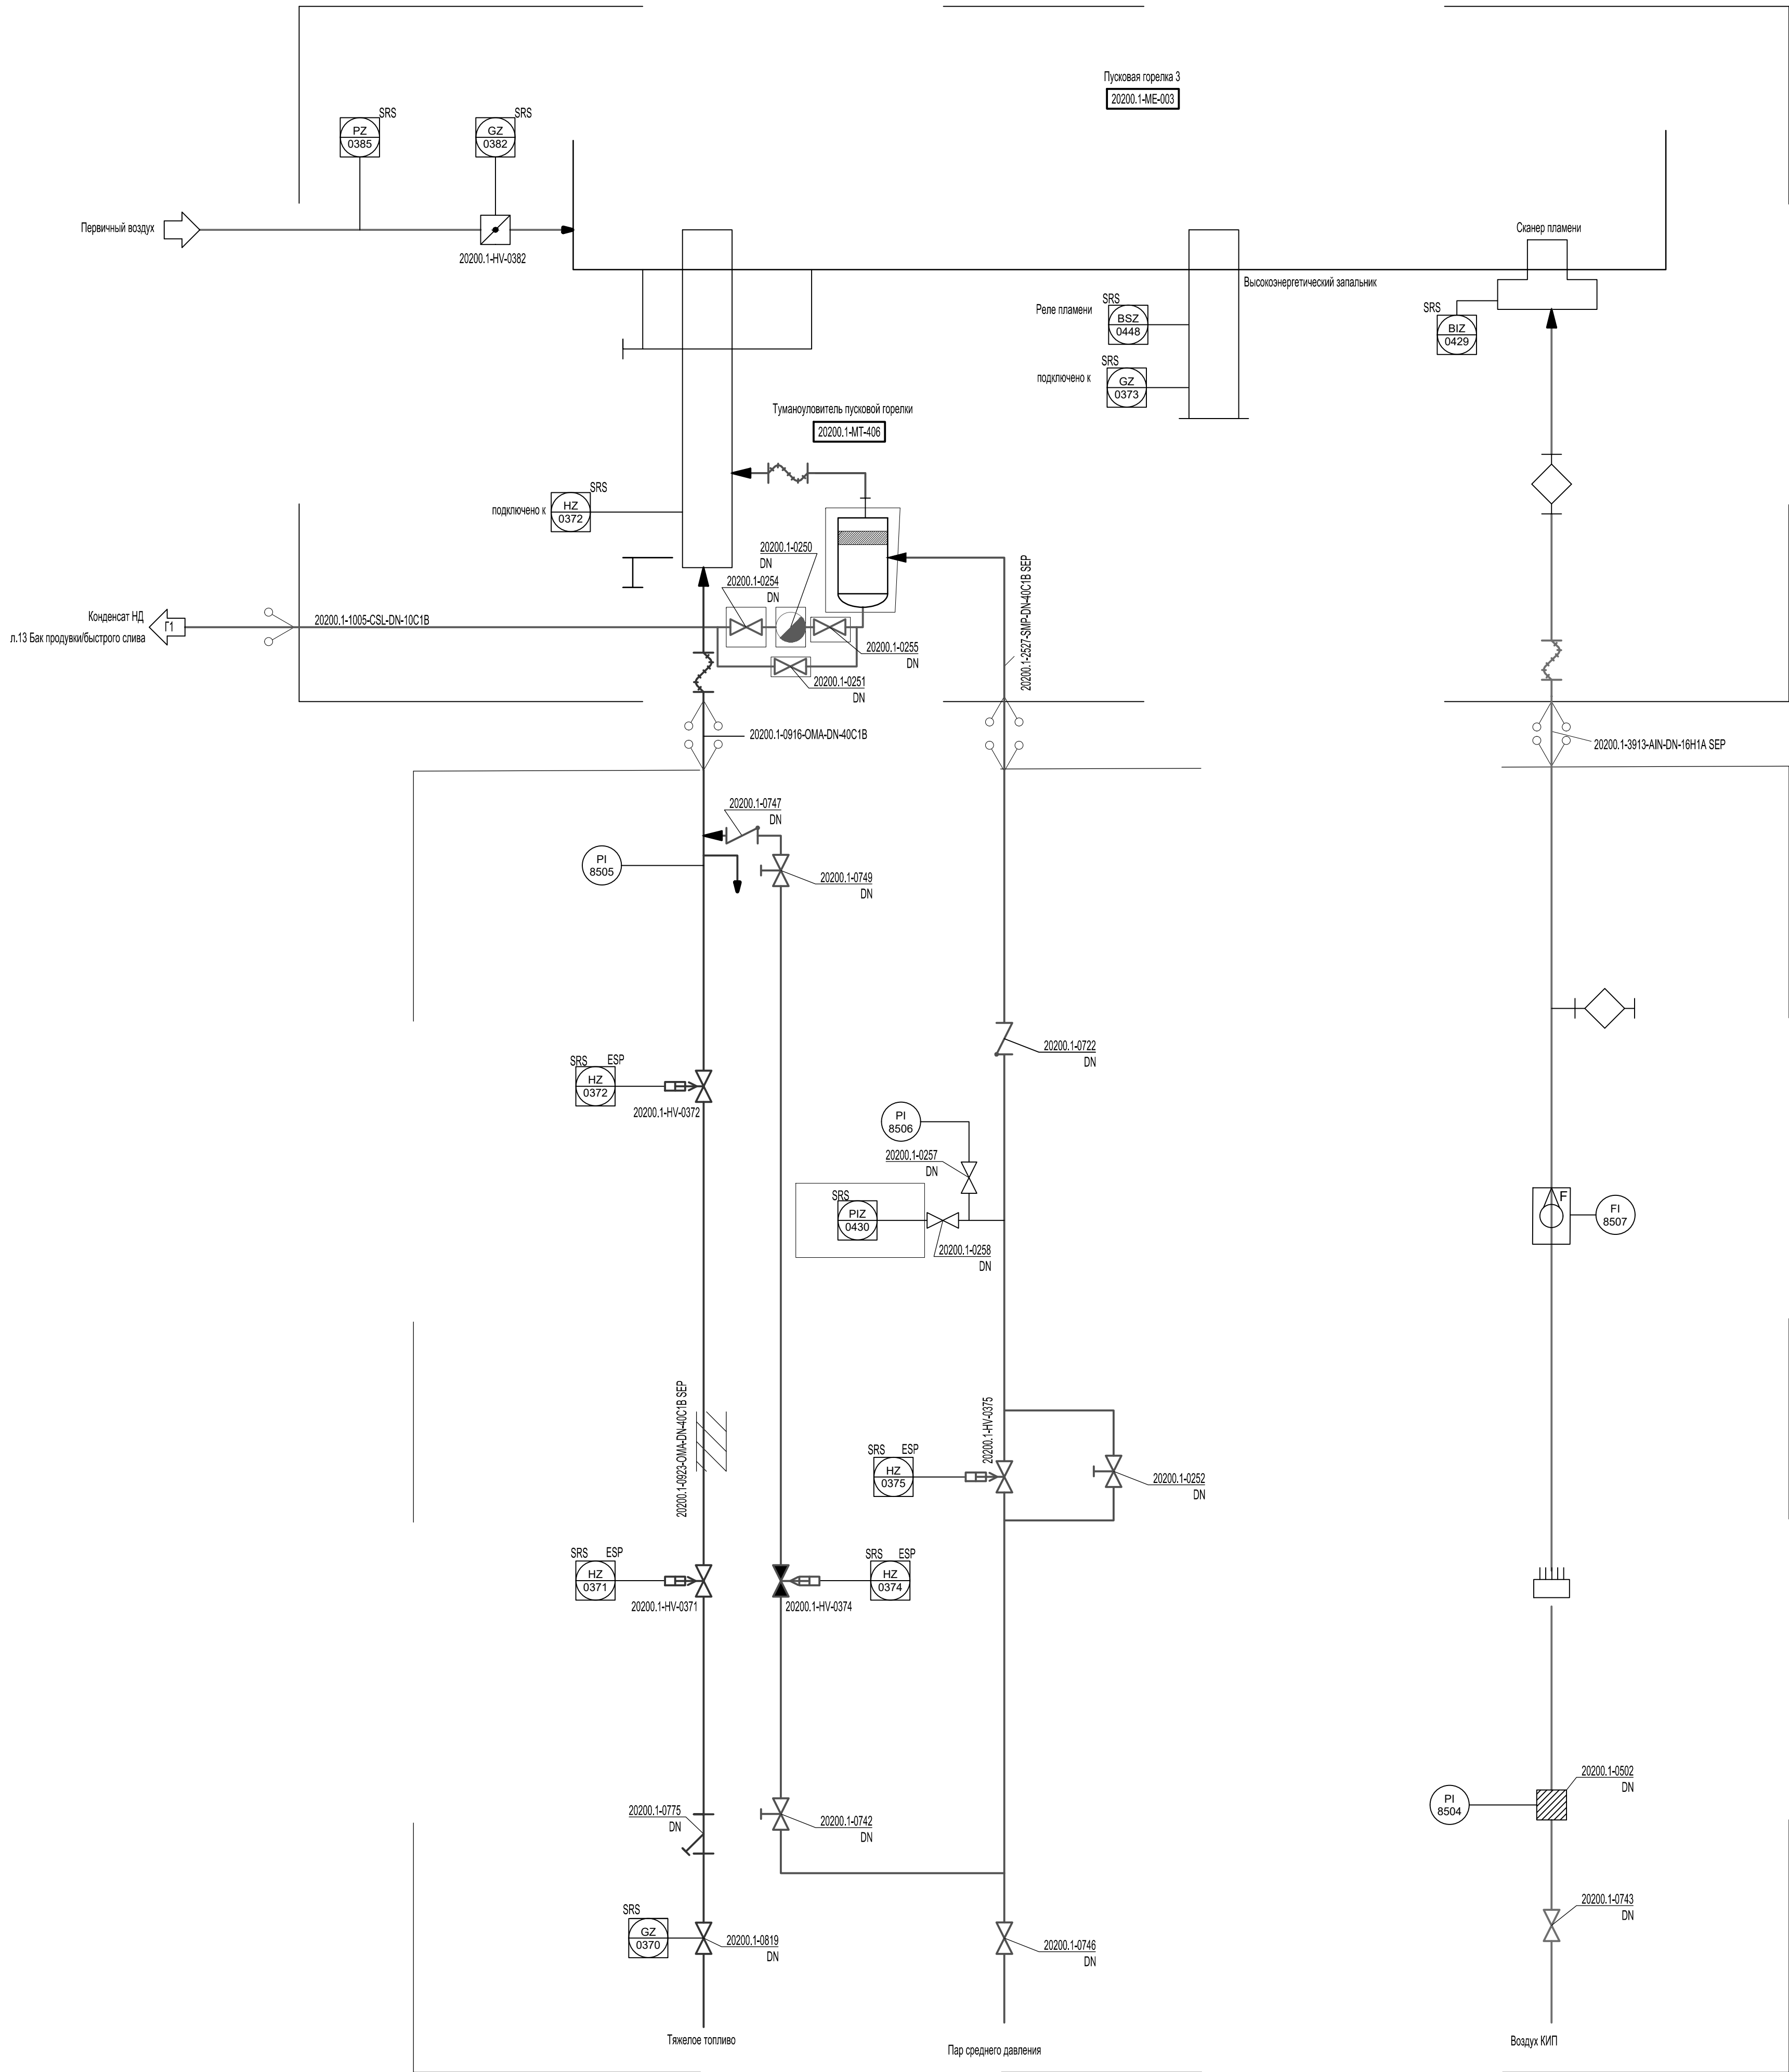 Пусковая горелка 3
20200.1-ME-003
SRS
PZ
0385
SRS
GZ
0382
Первичный воздух
20200.1-HV-0382
Сканер пламени
Высокоэнергетический запальник
Реле пламени
SRS
BSZ
0448
SRS
BIZ
0429
подключено к
SRS
GZ
0373
Туманоуловитель пусковой горелки
20200.1-MT-406
подключено к
SRS
HZ
0372
20200.1-0250
DN
20200.1-0254
DN
20200.1-2527-SMP-DN-40C1B SEP
Конденсат НД
Г1
л.13 Бак продувки/быстрого слива
20200.1-1005-CSL-DN-10C1B
20200.1-0255
DN
20200.1-0251
DN
20200.1-0916-OMA-DN-40C1B
20200.1-3913-AIN-DN-16H1A SEP
20200.1-0747
DN
PI
8505
20200.1-0749
DN
20200.1-0722
DN
SRS
ESP
HZ
0372
20200.1-HV-0372
PI
8506
20200.1-0257
DN
SRS
PIZ
0430
20200.1-0258
DN
F
FI
8507
20200.1-0923-OMA-DN-40C1B SEP
20200.1-HV-0375
SRS
ESP
HZ
0375
20200.1-0252
DN
SRS
ESP
HZ
0371
20200.1-HV-0371
SRS
ESP
HZ
0374
20200.1-HV-0374
20200.1-0775
DN
20200.1-0742
DN
PI
8504
20200.1-0502
DN
SRS
GZ
0370
20200.1-0819
DN
20200.1-0746
DN
20200.1-0743
DN
Тяжелое топливо
Пар среднего давления
Воздух КИП